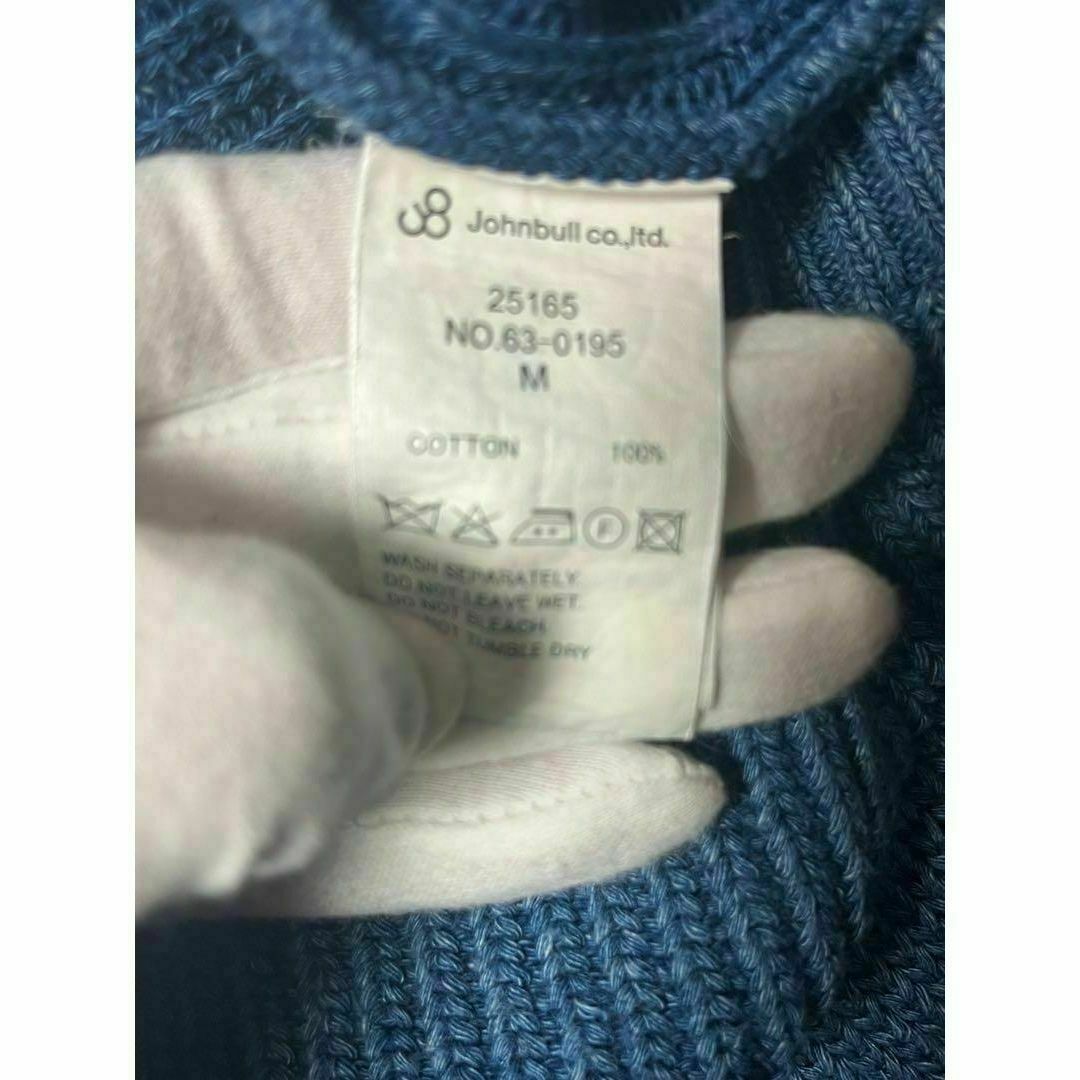 Johnbull co.,ltd.
25165
NO.63-0195
M
COTTON 100%
F
WASH SEPARATELY.
DO NOT LEAVE WET.
DO NOT BLEACH.
NOT TUMBLE DRY